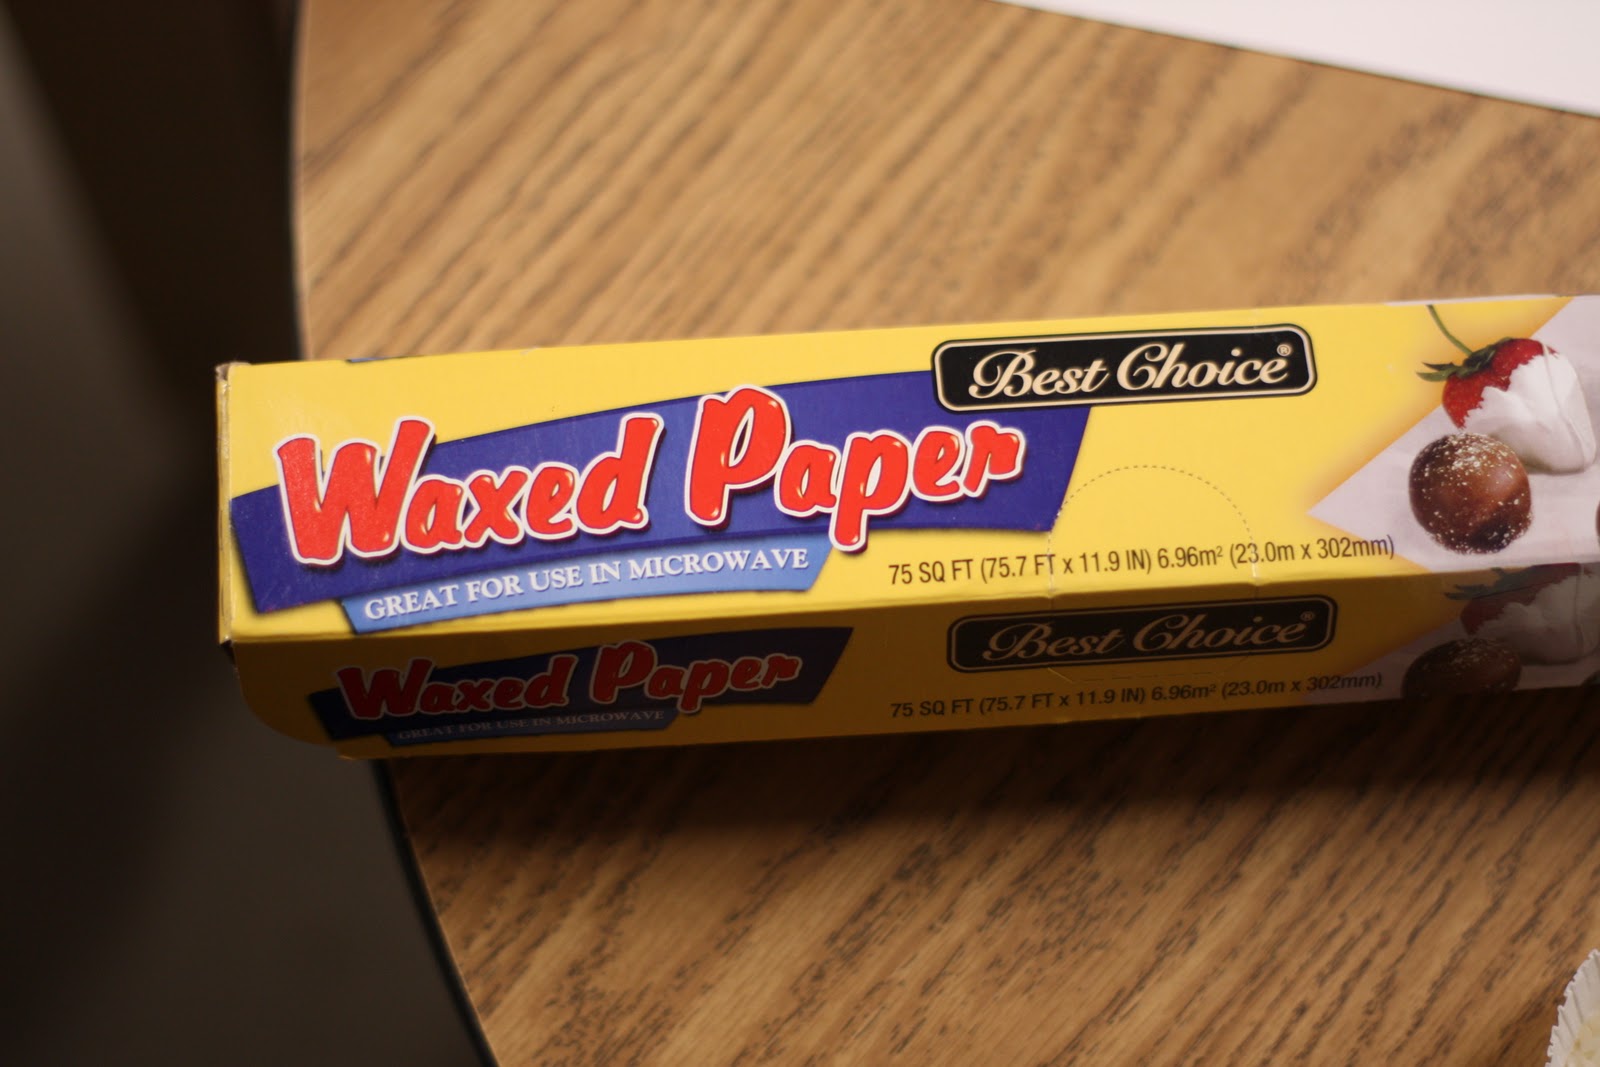 Best Choice®
Waxed Paper
GREAT FOR USE IN MICROWAVE
75 SQ FT (75.7 FT x 11.9 IN) 6.96m² (23.0m x 302mm)
Best Choice®
Waxed Paper
GREAT FOR USE IN MICROWAVE
75 SQ FT (75.7 FT x 11.9 IN) 6.96m² (23.0m x 302mm)